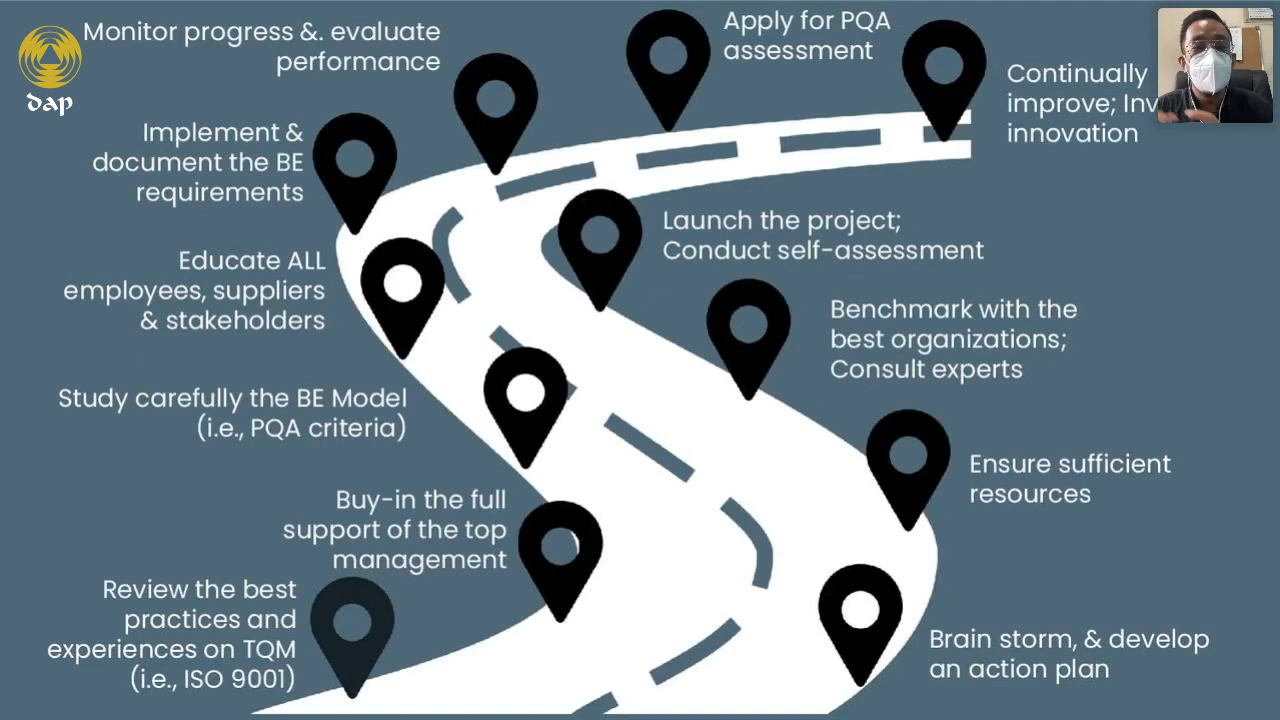 Monitor progress &. evaluate
performance
dap
Apply for PQA
assessment
Continually
improve;
innovation
Implement &
document the BE
requirements
Launch the project;
Conduct self-assessment
Educate ALL
employees, suppliers
& stakeholders
Benchmark with the
best organizations;
Consult experts
Study carefully the BE Model
(i.e., PQA criteria)
Ensure sufficient
resources
Buy-in the full
support of the top
management
Review the best
practices and
experiences on TQM
(i.e., ISO 9001)
Brain storm, & develop
an action plan